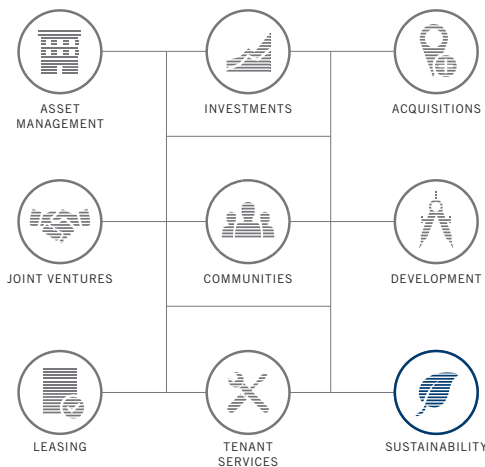 ASSET
MANAGEMENT
INVESTMENTS
ACQUISITIONS
JOINT VENTURES
COMMUNITIES
DEVELOPMENT
LEASING
TENANT
SERVICES
SUSTAINABILITY